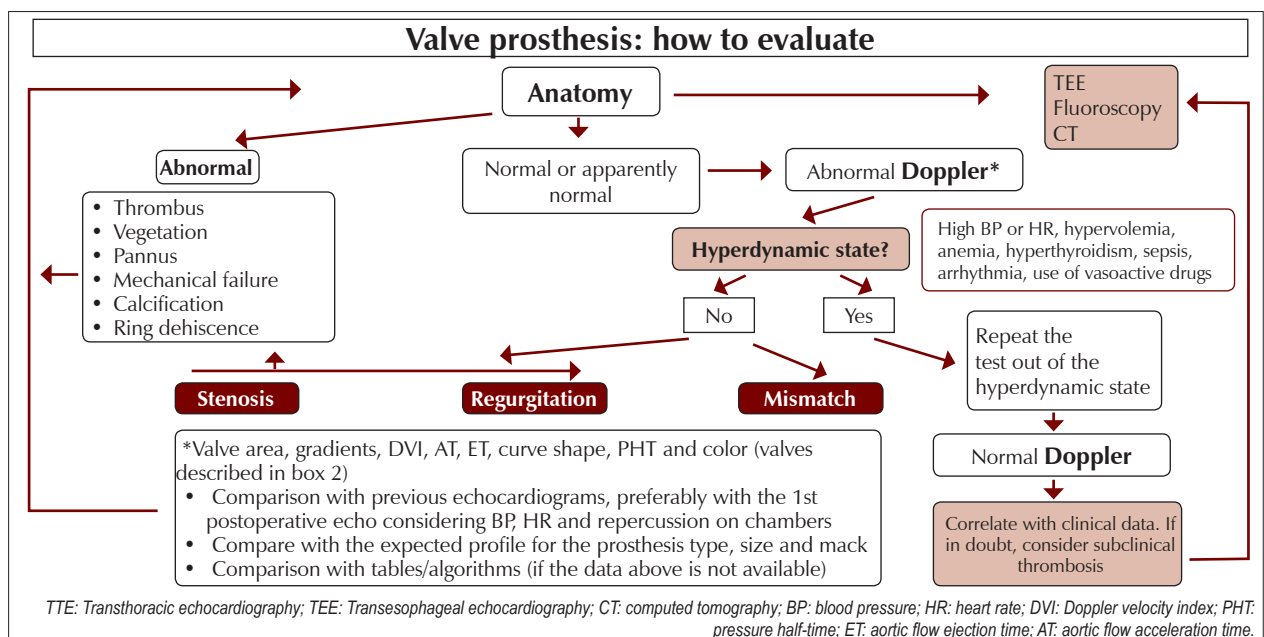 Valve prosthesis: how to evaluate
Anatomy
TEE
Fluoroscopy
CT
Abnormal
• Thrombus
• Vegetation
• Pannus
• Mechanical failure
• Calcification
• Ring dehiscence
Normal or apparently
normal
Abnormal Doppler*
Hyperdynamic state?
High BP or HR, hypervolemia,
anemia, hyperthyroidism, sepsis,
arrhythmia, use of vasoactive drugs
No
Yes
Repeat the
test out of the
hyperdynamic state
Stenosis
Regurgitation
Mismatch
Normal Doppler
*Valve area, gradients, DVI, AT, ET, curve shape, PHT and color (valves
described in box 2)
• Comparison with previous echocardiograms, preferably with the 1st
postoperative echo considering BP, HR and repercussion on chambers
• Compare with the expected profile for the prosthesis type, size and mack
• Comparison with tables/algorithms (if the data above is not available)
Correlate with clinical data. If
in doubt, consider subclinical
thrombosis
TTE: Transthoracic echocardiography; TEE: Transesophageal echocardiography; CT: computed tomography; BP: blood pressure; HR: heart rate; DVI: Doppler velocity index; PHT:
pressure half-time; ET: aortic flow ejection time; AT: aortic flow acceleration time.